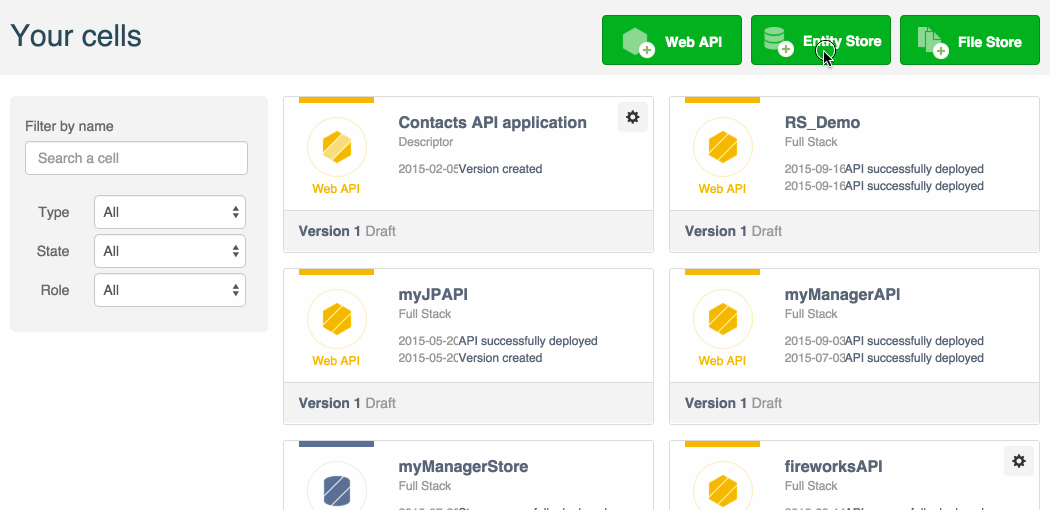 Your cells
Web API
Entity Store
File Store
Filter by name
Search a cell
Type All
State All
Role All
Contacts API application
Descriptor
2015-02-05 Version created
Web API
Version 1 Draft
RS_Demo
Full Stack
2015-09-16 API successfully deployed
2015-09-16 API successfully deployed
Web API
Version 1 Draft
myJPAPI
Full Stack
2015-05-20 API successfully deployed
2015-05-20 Version created
Web API
Version 1 Draft
myManagerAPI
Full Stack
2015-09-03 API successfully deployed
2015-07-03 API successfully deployed
Web API
Version 1 Draft
myManagerStore
Full Stack
fireworksAPI
Full Stack